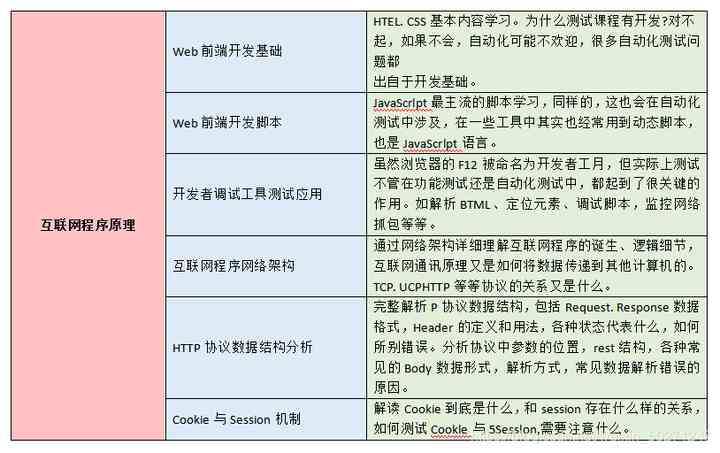 互联网程序原理
Web 前端开发基础
HTEL. CSS 基本内容学习。为什么测试课程有开发?对不
起，如果不会，自动化可能不欢迎，很多自动化测试问
题都
出自于开发基础。
Web 前端开发脚本
JavaScrlpt 最主流的脚本学习，同样的，这也会在自动化
测试中涉及，在一些工具中其实也经常用到动态脚本，
也是 JavaScrlpt 语言。
开发者调试工具测试应用
虽然浏览器的 F12 被命名为开发者工月，但实际上测试
不管在功能测试还是自动化测试中，都起到了很关键的
作用。如解析 BTML、定位元素、调试脚本，监控网络
抓包等等。
互联网程序网络架构
通过网络架构详细理解互联网程序的诞生、逻辑细节，
互联网通讯原理又是如何将数据传递到其他计算机的。
TCP. UCPHTTP 等等协议的关系又是什么。
HTTP 协议数据结构分析
完整解析 P 协议数据结构，包括 Request. Response 数据
格式，Header 的定义和用法，各种状态代表什么，如何
所别错误。分析协议中参数的位置，rest 结构，各种常
见的 Body 数据形式，解析方式，常见数据解析错误的
原因。
Cookie 与 Session 机制
解读 Cookie 到底是什么，和 session 存在什么样的关系，
如何测试 Cookie 与 5Sesslon,需要注意什么。